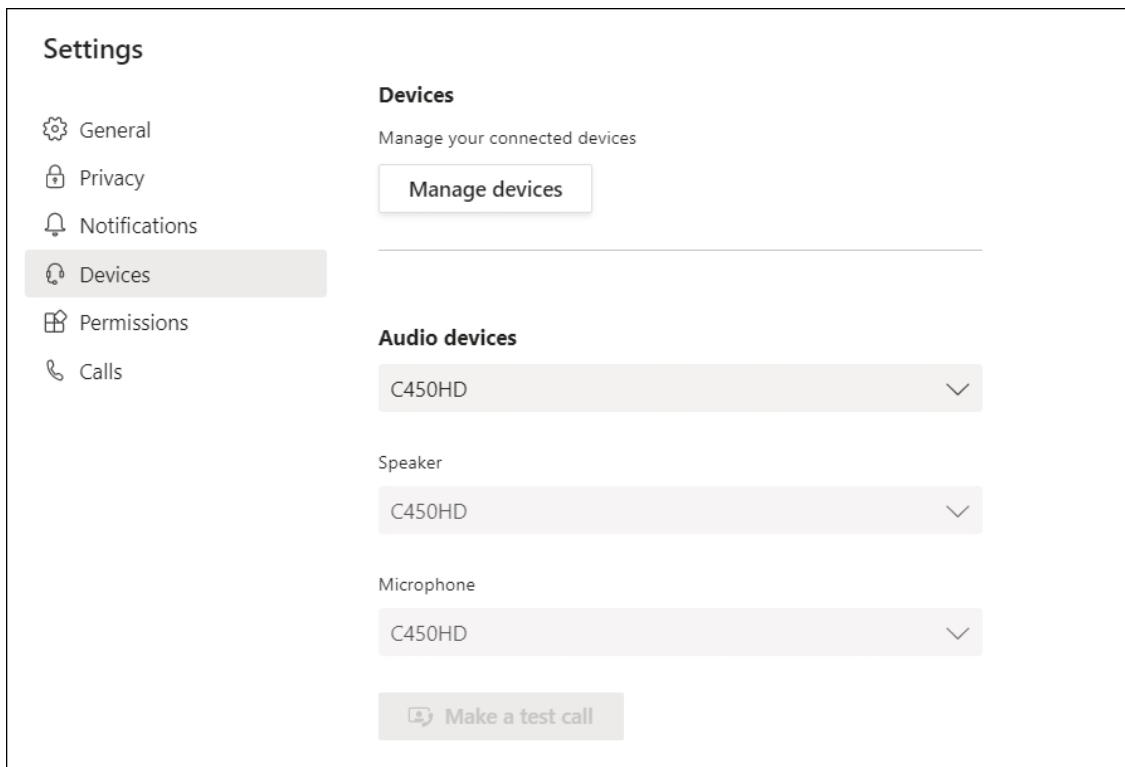 Settings
General
Privacy
Notifications
Devices
Permissions
Calls
Devices
Manage your connected devices
Manage devices
Audio devices
C450HD
Speaker
C450HD
Microphone
C450HD
Make a test call